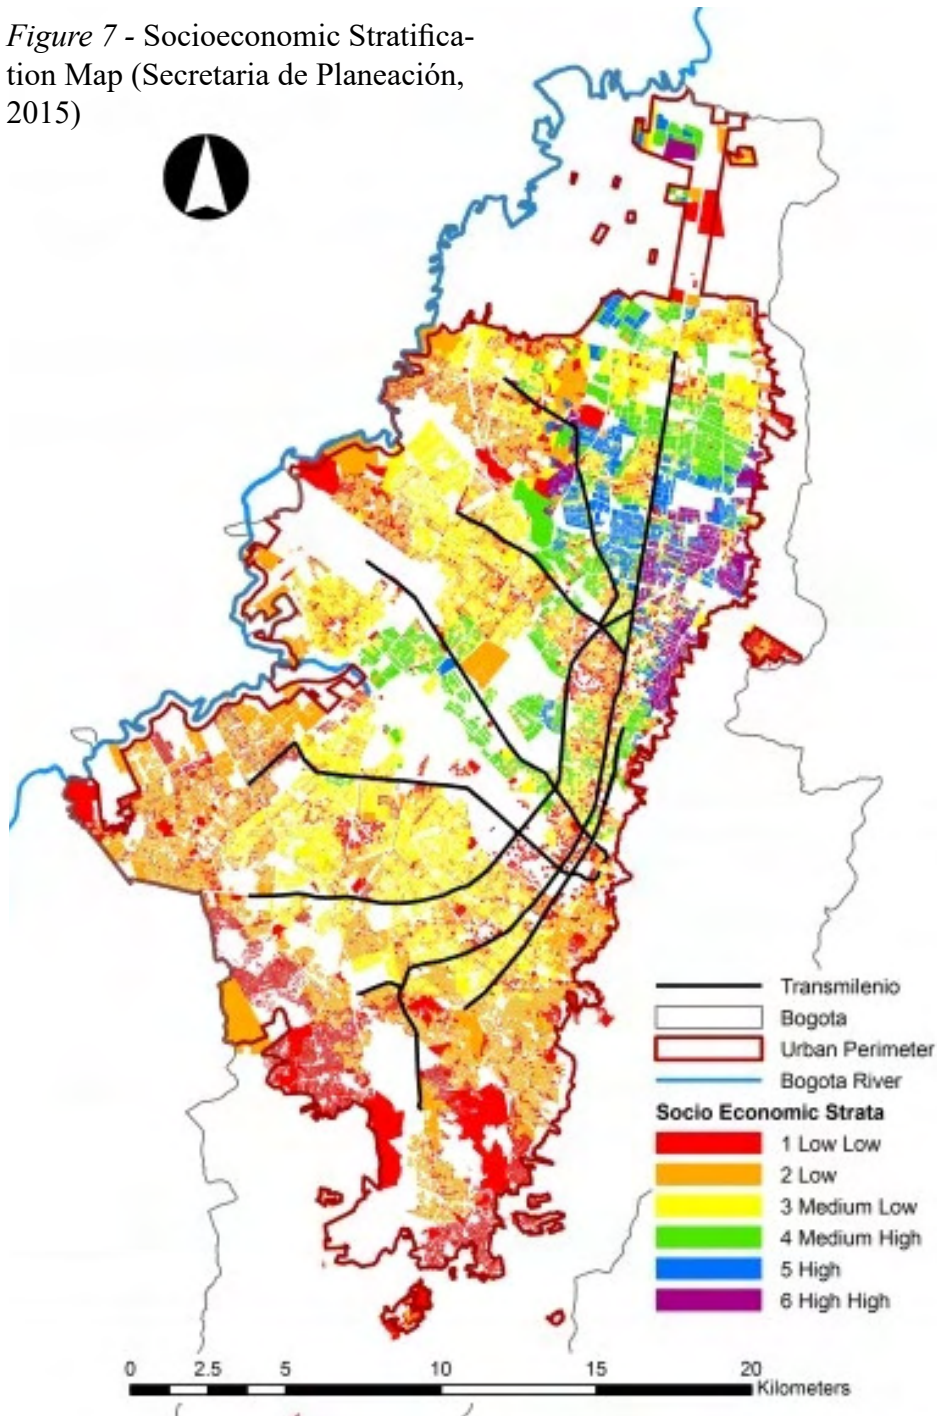 Figure 7 - Socioeconomic Stratifica-
tion Map (Secretaria de Planeación,
2015)
Transmilenio
Bogota
Urban Perimeter
Bogota River
Socio Economic Strata
1 Low Low
2 Low
3 Medium Low
4 Medium High
5 High
6 High High
0 2.5 5 10 15 20
Kilometers